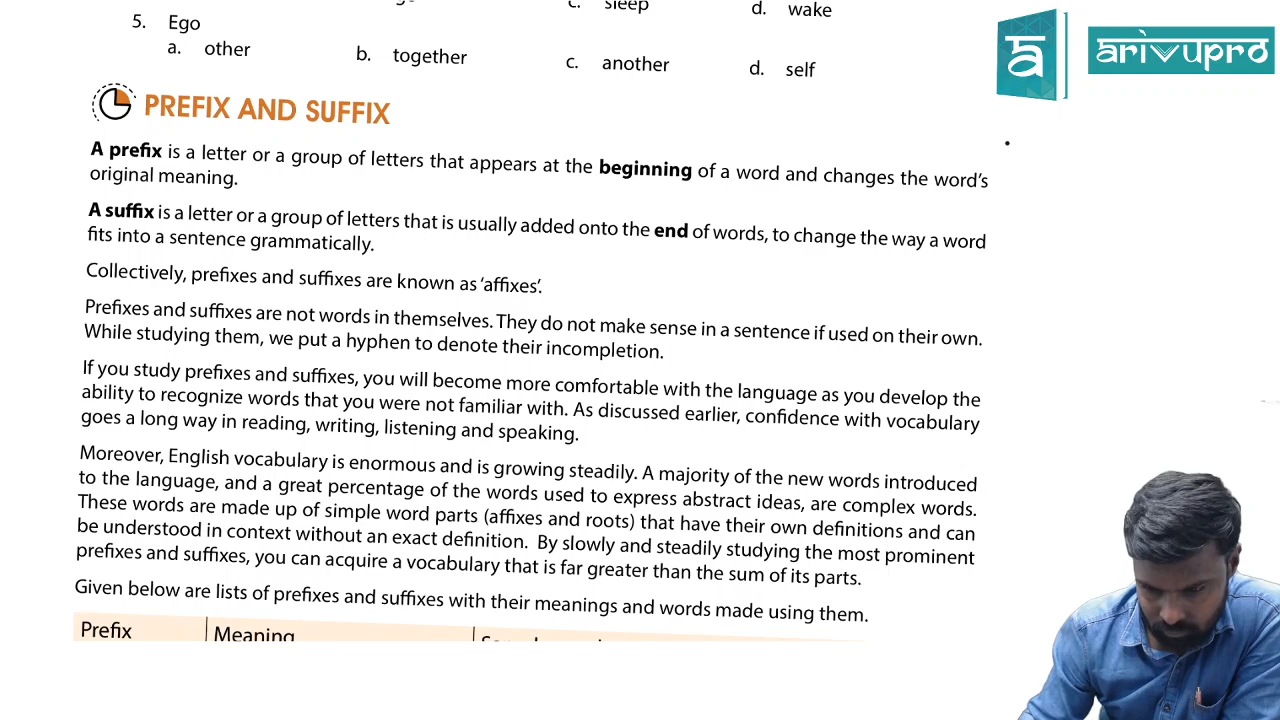 c. sleep d. wake
5. Ego
a. other b. together c. another d. self
PREFIX AND SUFFIX
A prefix is a letter or a group of letters that appears at the beginning of a word and changes the word's
original meaning.
A suffix is a letter or a group of letters that is usually added onto the end of words, to change the way a word
fits into a sentence grammatically.
Collectively, prefixes and suffixes are known as 'affixes'.
Prefixes and suffixes are not words in themselves. They do not make sense in a sentence if used on their own.
While studying them, we put a hyphen to denote their incompletion.
If you study prefixes and suffixes, you will become more comfortable with the language as you develop the
ability to recognize words that you were not familiar with. As discussed earlier, confidence with vocabulary
goes a long way in reading, writing, listening and speaking.
Moreover, English vocabulary is enormous and is growing steadily. A majority of the new words introduced
to the language, and a great percentage of the words used to express abstract ideas, are complex words.
These words are made up of simple word parts (affixes and roots) that have their own definitions and can
be understood in context without an exact definition. By slowly and steadily studying the most prominent
prefixes and suffixes, you can acquire a vocabulary that is far greater than the sum of its parts.
Given below are lists of prefixes and suffixes with their meanings and words made using them.
Prefix Meaning
arivupro